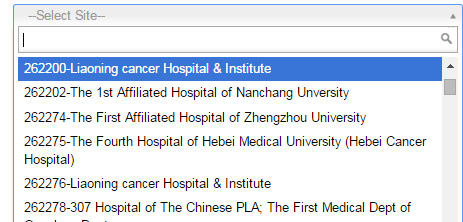 --Select Site--
262200-Liaoning cancer Hospital & Institute
262202-The 1st Affiliated Hospital of Nanchang Unversity
262274-The First Affiliated Hospital of Zhengzhou University
262275-The Fourth Hospital of Hebei Medical University (Hebei Cancer
Hospital)
262276-Liaoning cancer Hospital & Institute
262278-307 Hospital of The Chinese PLA; The First Medical Dept of